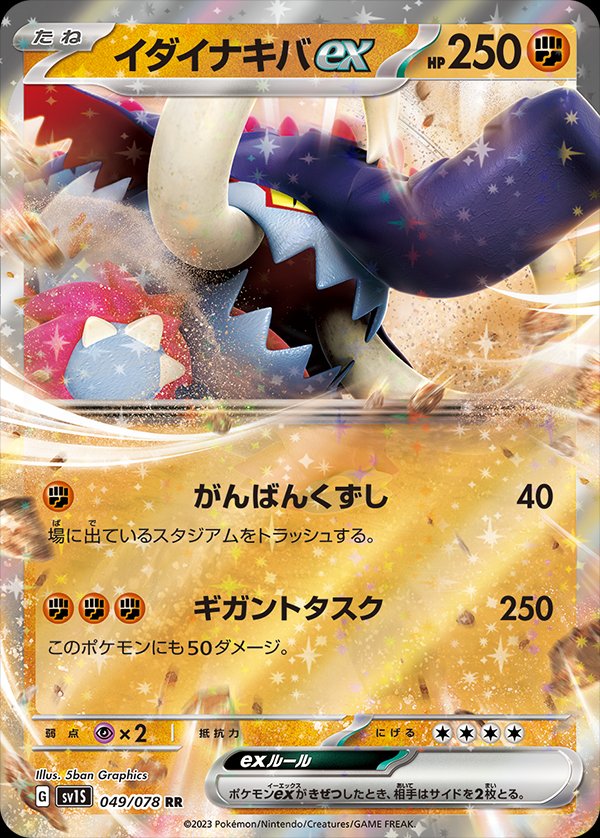 たね イダイナキバex HP 250
がんばんくずし 40
場に出ているスタジアムをトラッシュする。
ギガントタスク 250
このポケモンにも50ダメージ。
弱点 ×2 抵抗力 にげる
exルール
ポケモンexがきぜつしたとき、相手はサイドを2枚とる。
Illus. 5ban Graphics
G sv1S 049/078 RR
©2023 Pokémon/Nintendo/Creatures/GAME FREAK.